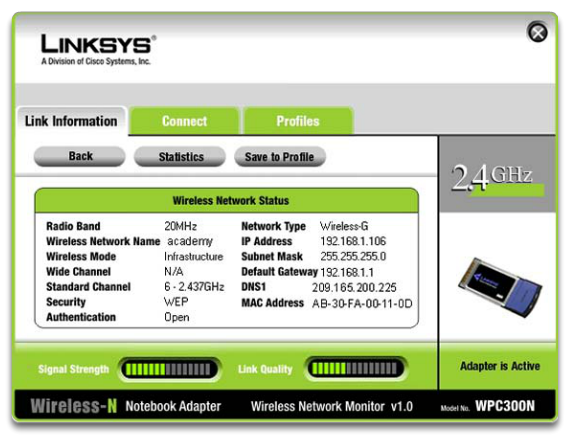 LINKSYS®
A Division of Cisco Systems, Inc.
Link Information Connect Profiles
Back Statistics Save to Profile
2.4GHz
Wireless Network Status
Radio Band 20MHz Network Type Wireless-G
Wireless Network Name academy IP Address 192.168.1.106
Wireless Mode Infrastructure Subnet Mask 255.255.255.0
Wide Channel N/A Default Gateway 192.168.1.1
Standard Channel 6 - 2.437GHz DNS1 209.165.200.225
Security WEP MAC Address AB-30-FA-00-11-0D
Authentication Open
Signal Strength Link Quality Adapter is Active
Wireless-N Notebook Adapter Wireless Network Monitor v1.0 Model No. WPC300N